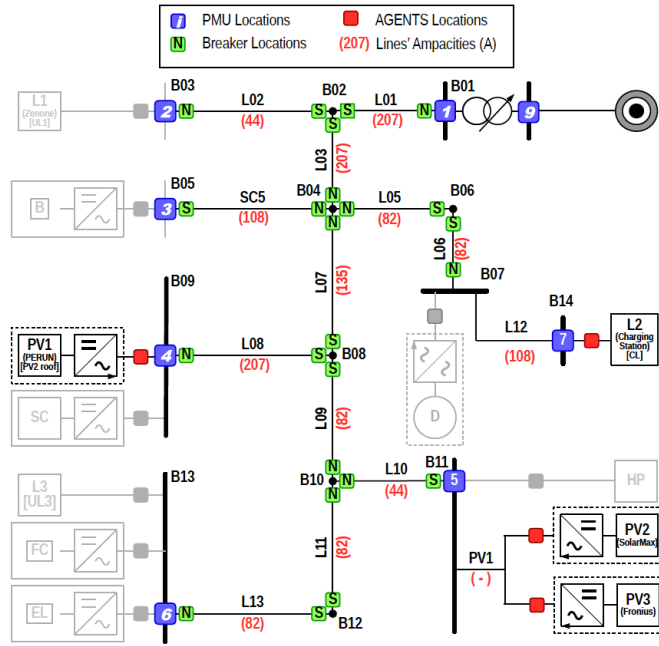 i PMU Locations
AGENTS Locations
N Breaker Locations
(207) Lines' Ampacities (A)
B03
B02
B01
L1
(Zenone)
[UL1]
2
N
L02
(44)
S
S
S
L01
(207)
N
1
9
L03
(207)
B05
B04
B06
B
3
S
SC5
(108)
N
N
N
N
L05
(82)
S
S
L06
(82)
N
B07
L07
(135)
B09
B14
PV1
(PERUN)
[PV2 roof]
4
N
L08
(207)
S
S
S
B08
L12
(108)
7
L2
(Charging
Station)
[CL]
SC
L09
(82)
D
B13
B10
B11
L3
[UL3]
N
N
N
L10
(44)
S
5
HP
FC
L11
(82)
PV1
( - )
PV2
(SolarMax)
EL
6
N
L13
(82)
S
S
B12
PV3
(Fronius)